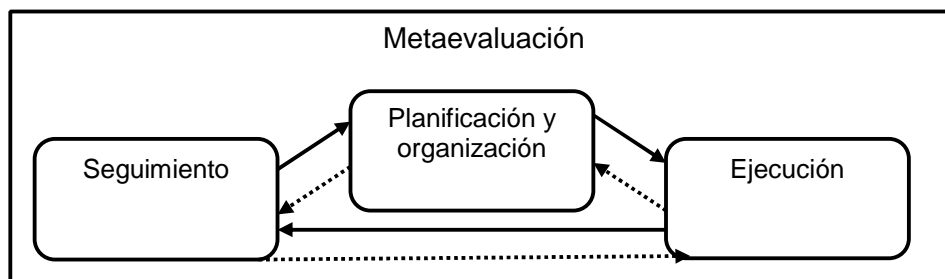 Metaevaluación
Planificación y
organización
Seguimiento
Ejecución